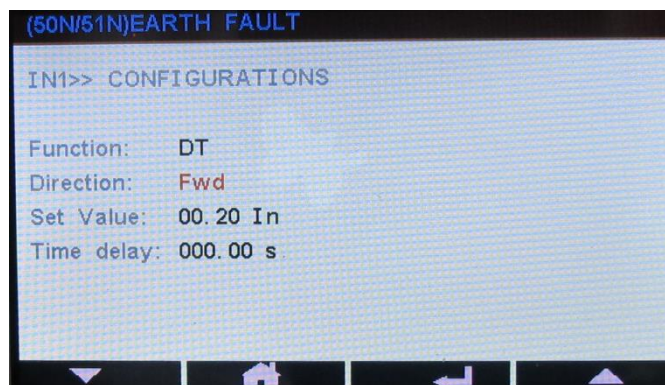 (50N/51N)EARTH FAULT
IN1>> CONFIGURATIONS
Function: DT
Direction: Fwd
Set Value: 00.20 In
Time delay: 000.00 s